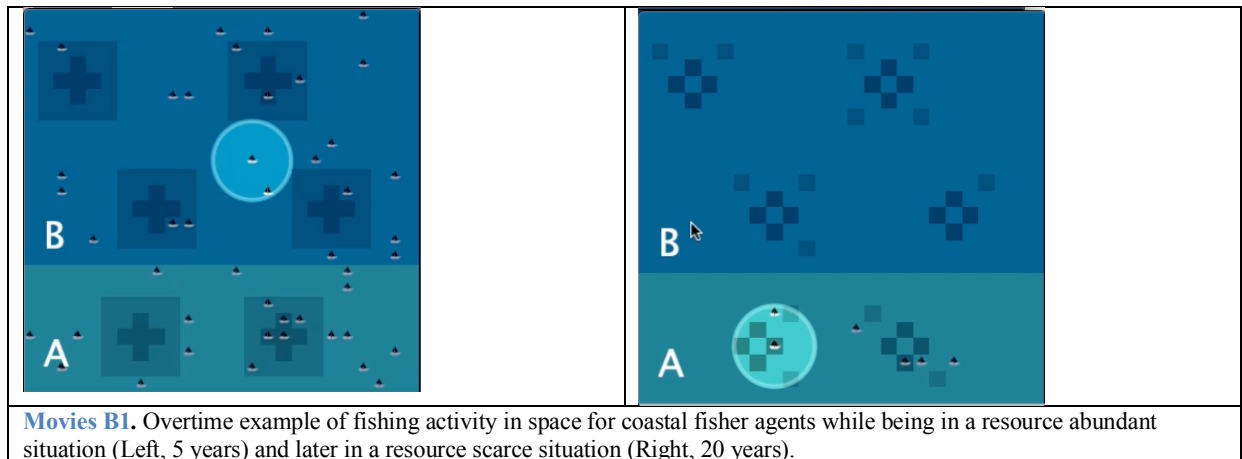 B
A
B
A
Movies B1. Overtime example of fishing activity in space for coastal fisher agents while being in a resource abundant
situation (Left, 5 years) and later in a resource scarce situation (Right, 20 years).